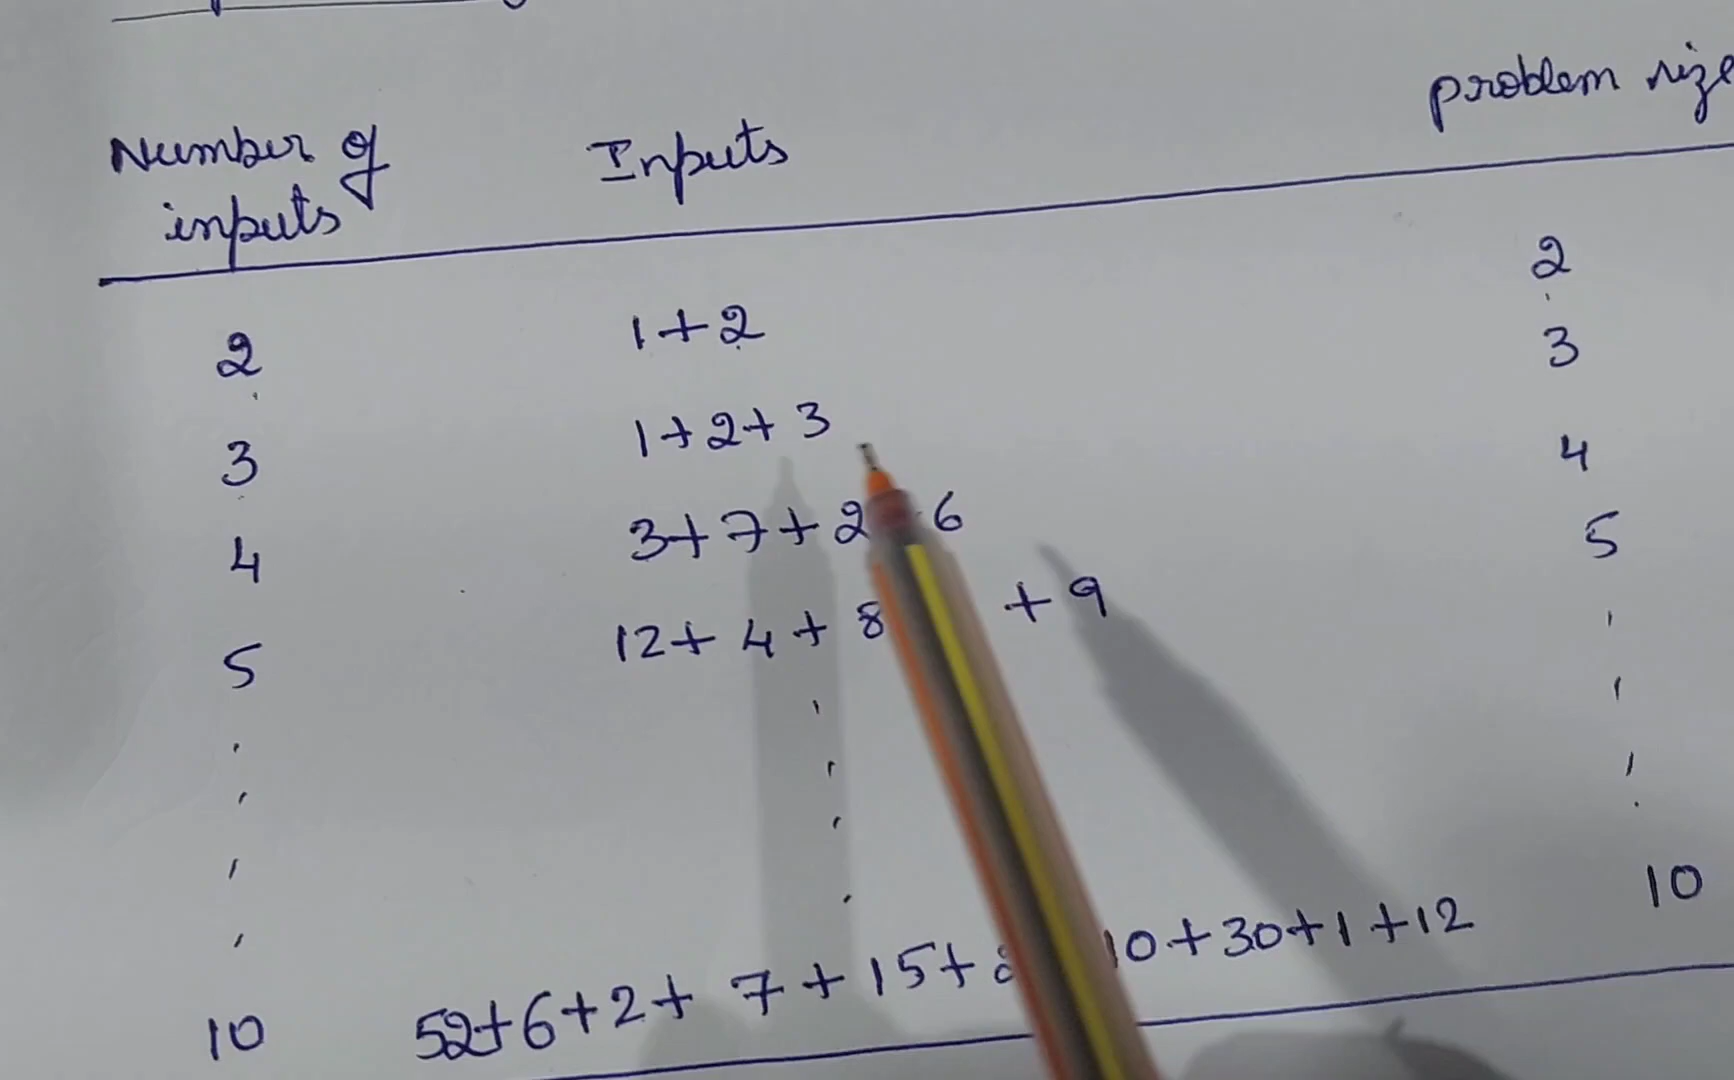 Number of inputs Inputs problem size
2 1+2 2
3 1+2+3 3
4 3+7+2 6 4
5 12+4+8 +9 5
10 52+6+2+7+15+ 10+30+1+12 10